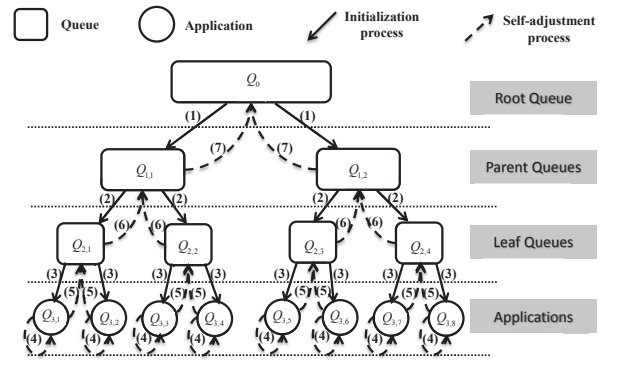 Queue Application Initialization process Self-adjustment process
Q0
Root Queue
(1) (1)
(7) (7)
Q1,1 Q1,2
Parent Queues
(2) (2) (2) (2)
(6) (6) (6) (6)
Q2,1 Q2,2 Q2,3 Q2,4
Leaf Queues
(3) (3) (3) (3) (3) (3) (3) (3)
(5) (5) (5) (5) (5) (5) (5) (5)
Q3,1 Q3,2 Q3,3 Q3,4 Q3,5 Q3,6 Q3,7 Q3,8
Applications
(4) (4) (4) (4) (4) (4) (4) (4)